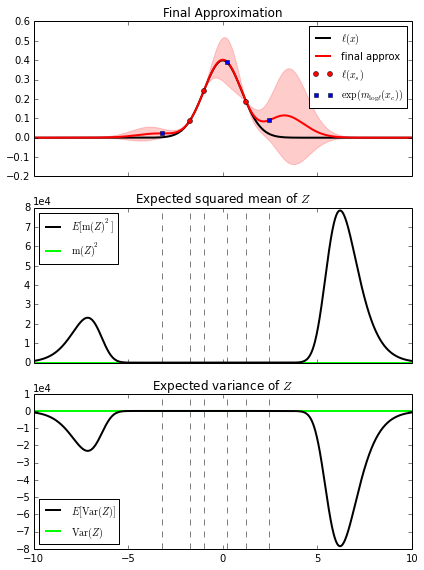 Final Approximation
0.6
0.5
0.4
0.3
0.2
0.1
0.0
−0.1
−0.2
ℓ(x)
final approx
ℓ(x_s)
exp(m_{log ℓ}(x_c))
Expected squared mean of Z
1e4
8
7
6
5
4
3
2
1
0
E[m(Z)²]
m(Z)²
Expected variance of Z
1e4
1
0
−1
−2
−3
−4
−5
−6
−7
−8
E[Var(Z)]
Var(Z)
−10 −5 0 5 10